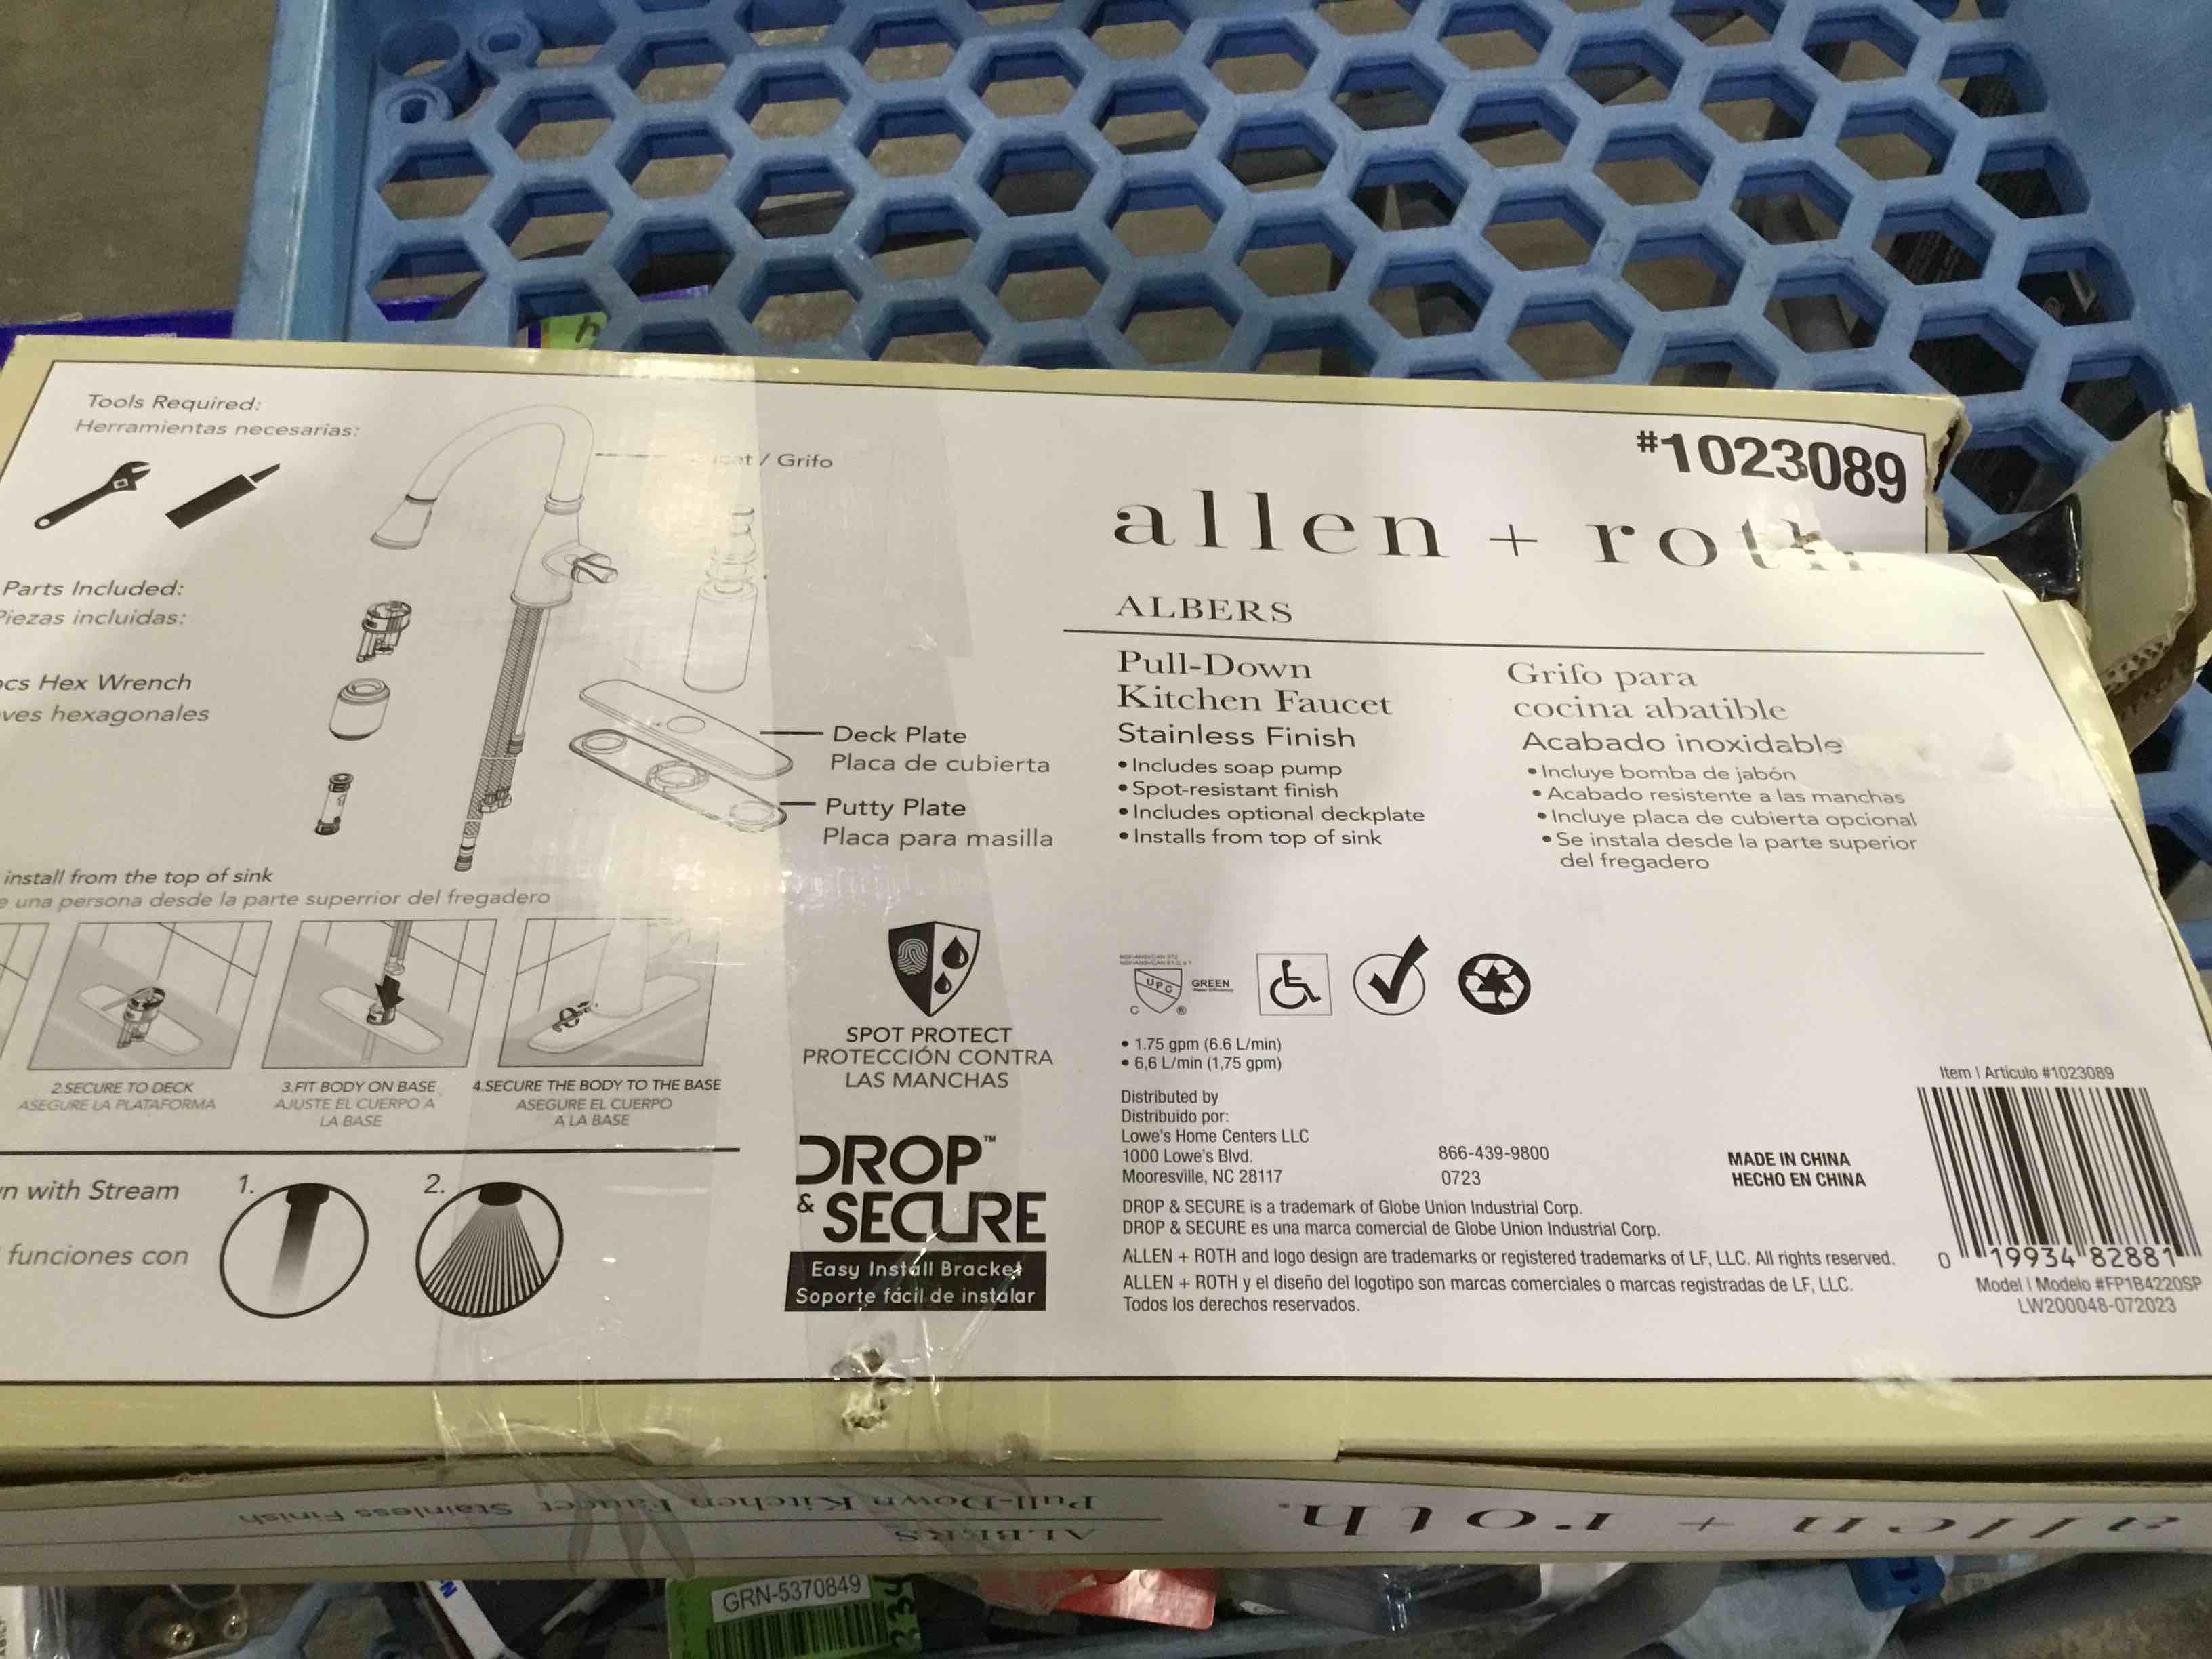 Tools Required:
Herramientas necesarias:
/ Grifo
Parts Included:
Piezas incluidas:
Hex Wrench
hexagonales
Deck Plate
Placa de cubierta
Putty Plate
Placa para masilla
install from the top of sink
una persona desde la parte superrior del fregadero
2.SECURE TO DECK
ASEGURE LA PLATAFORMA
3.FIT BODY ON BASE
AJUSTE EL CUERPO A
LA BASE
4.SECURE THE BODY TO THE BASE
ASEGURE EL CUERPO
A LA BASE
with Stream
funciones con
1.
2.
SPOT PROTECT
PROTECCIÓN CONTRA
LAS MANCHAS
DROP™
& SECURE
Easy Install Bracket
Soporte fácil de instalar
#1023089
allen + roth
ALBERS
Pull-Down
Kitchen Faucet
Stainless Finish
• Includes soap pump
• Spot-resistant finish
• Includes optional deckplate
• Installs from top of sink
Grifo para
cocina abatible
Acabado inoxidable
• Incluye bomba de jabón
• Acabado resistente a las manchas
• Incluye placa de cubierta opcional
• Se instala desde la parte superior
del fregadero
UPC
C ®
GREEN
• 1.75 gpm (6.6 L/min)
• 6,6 L/min (1,75 gpm)
Distributed by
Distribuido por:
Lowe's Home Centers LLC
1000 Lowe's Blvd.
Mooresville, NC 28117
866-439-9800
0723
MADE IN CHINA
HECHO EN CHINA
DROP & SECURE is a trademark of Globe Union Industrial Corp.
DROP & SECURE es una marca comercial de Globe Union Industrial Corp.
ALLEN + ROTH and logo design are trademarks or registered trademarks of LF, LLC. All rights reserved.
ALLEN + ROTH y el diseño del logotipo son marcas comerciales o marcas registradas de LF, LLC.
Todos los derechos reservados.
Item | Artículo #1023089
0 19934 82881
Model | Modelo #FP1B4220SP
LW200048-072023
allen + roth.
ALBERS
Pull-Down Kitchen Faucet Stainless Finish
GRN-5370849